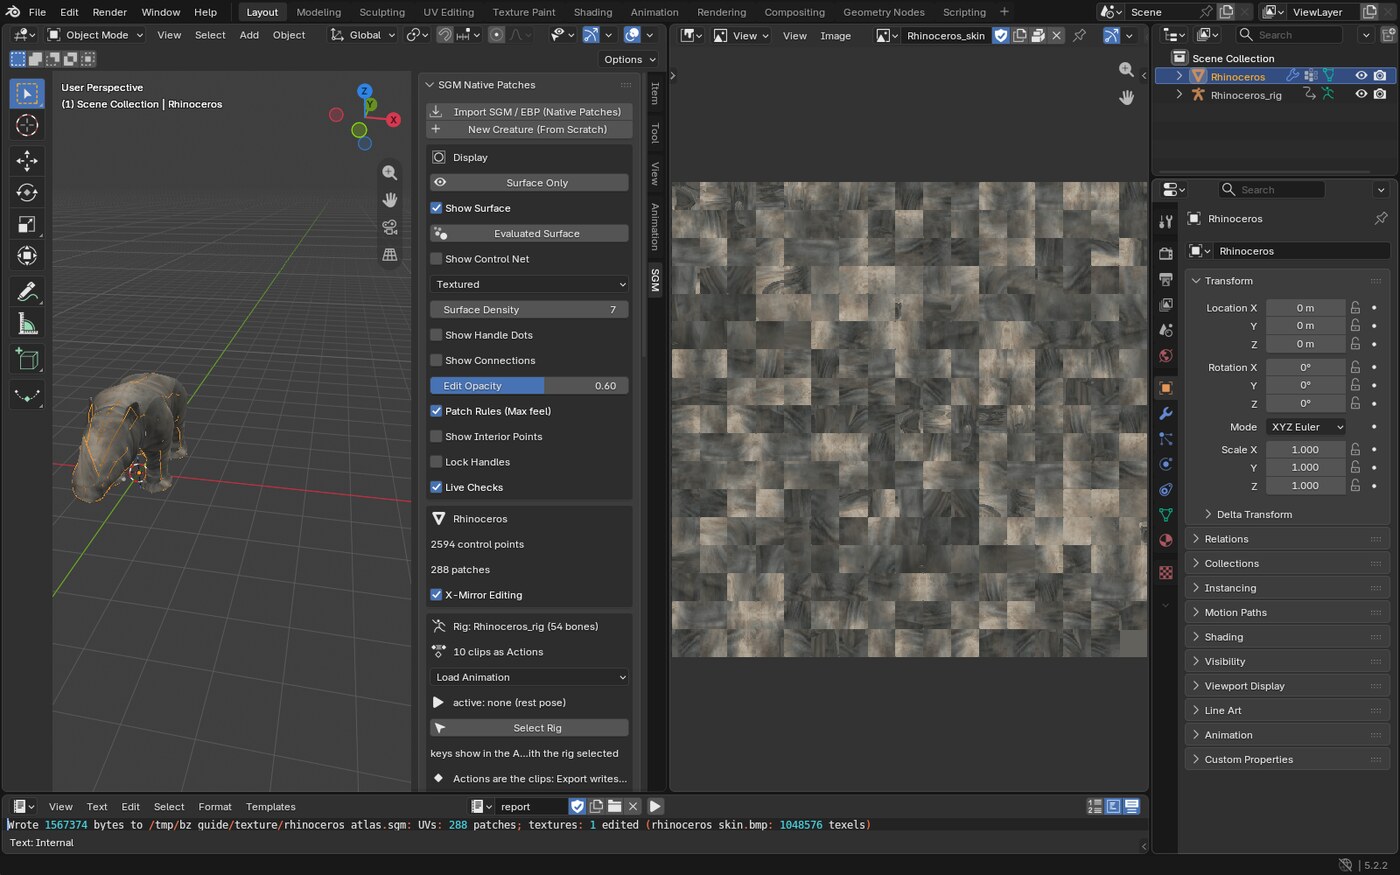 File Edit Render Window Help Layout Modeling Sculpting UV Editing Texture Paint Shading Animation Rendering Compositing Geometry Nodes Scripting + Scene ViewLayer
Object Mode View Select Add Object Global
View View Image Rhinoceros_skin
Search
Options
User Perspective
(1) Scene Collection | Rhinoceros
Z
Y
X
SGM Native Patches
Import SGM / EBP (Native Patches)
New Creature (From Scratch)
Display
Surface Only
Show Surface
Evaluated Surface
Show Control Net
Textured
Surface Density 7
Show Handle Dots
Show Connections
Edit Opacity 0.60
Patch Rules (Max feel)
Show Interior Points
Lock Handles
Live Checks
Rhinoceros
2594 control points
288 patches
X-Mirror Editing
Rig: Rhinoceros_rig (54 bones)
10 clips as Actions
Load Animation
active: none (rest pose)
Select Rig
keys show in the A...ith the rig selected
Actions are the clips: Export writes...
Item
Tool
View
Animation
SGM
Scene Collection
Rhinoceros
Rhinoceros_rig
Search
Rhinoceros
Rhinoceros
Transform
Location X 0 m
Y 0 m
Z 0 m
Rotation X 0°
Y 0°
Z 0°
Mode XYZ Euler
Scale X 1.000
Y 1.000
Z 1.000
Delta Transform
Relations
Collections
Instancing
Motion Paths
Shading
Visibility
Viewport Display
Line Art
Animation
Custom Properties
View Text Edit Select Format Templates report
Wrote 1567374 bytes to /tmp/bz_guide/texture/rhinoceros_atlas.sgm: UVs: 288 patches; textures: 1 edited (rhinoceros_skin.bmp: 1048576 texels)
Text: Internal
5.2.2